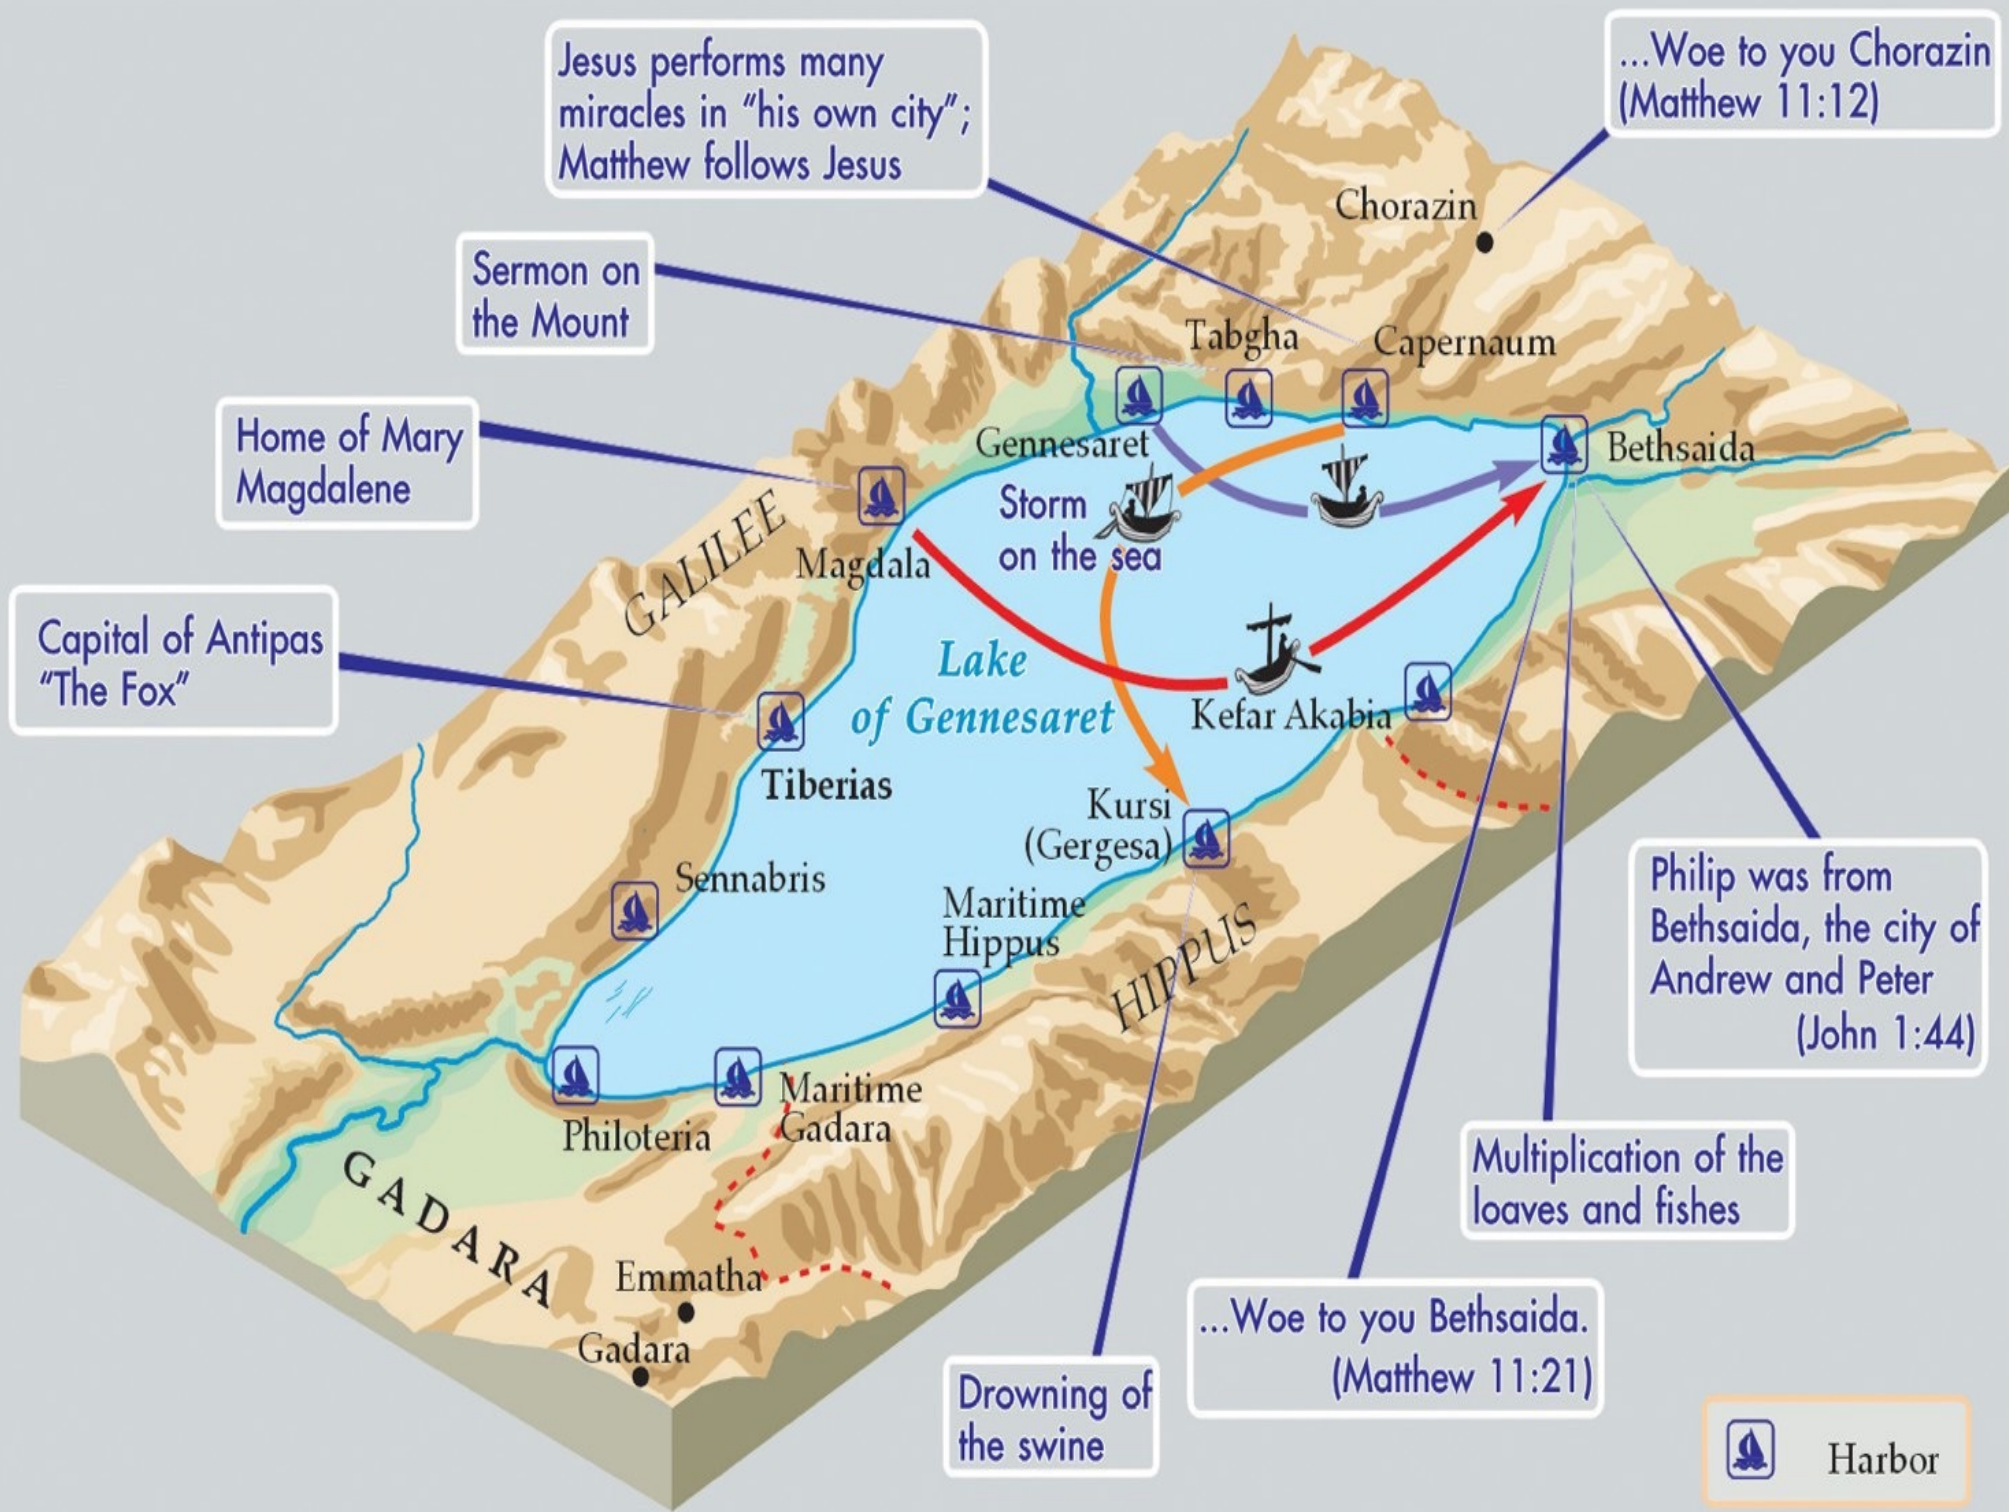 Jesus performs many
miracles in “his own city”;
Matthew follows Jesus
...Woe to you Chorazin
(Matthew 11:12)
Chorazin
Sermon on
the Mount
Tabgha
Capernaum
Home of Mary
Magdalene
Gennesaret
Bethsaida
Storm
on the sea
GALILEE
Magdala
Capital of Antipas
“The Fox”
Lake
of Gennesaret
Kefar Akabia
Tiberias
Kursi
(Gergesa)
Sennabris
Maritime
Hippus
HIPPUS
Philip was from
Bethsaida, the city of
Andrew and Peter
(John 1:44)
Maritime
Gadara
Philoteria
GADARA
Multiplication of the
loaves and fishes
Emmatha
Gadara
...Woe to you Bethsaida.
(Matthew 11:21)
Drowning of
the swine
Harbor